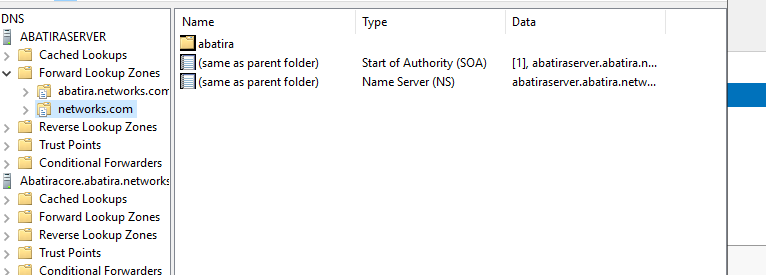 DNS
ABATIRASERVER
Cached Lookups
Forward Lookup Zones
abatira.networks.com
networks.com
Reverse Lookup Zones
Trust Points
Conditional Forwarders
Abatiracore.abatira.networks
Cached Lookups
Forward Lookup Zones
Reverse Lookup Zones
Trust Points
Conditional Forwarders
Name Type Data
abatira
(same as parent folder) Start of Authority (SOA) [1], abatiraserver.abatira.n...
(same as parent folder) Name Server (NS) abatiraserver.abatira.netw...